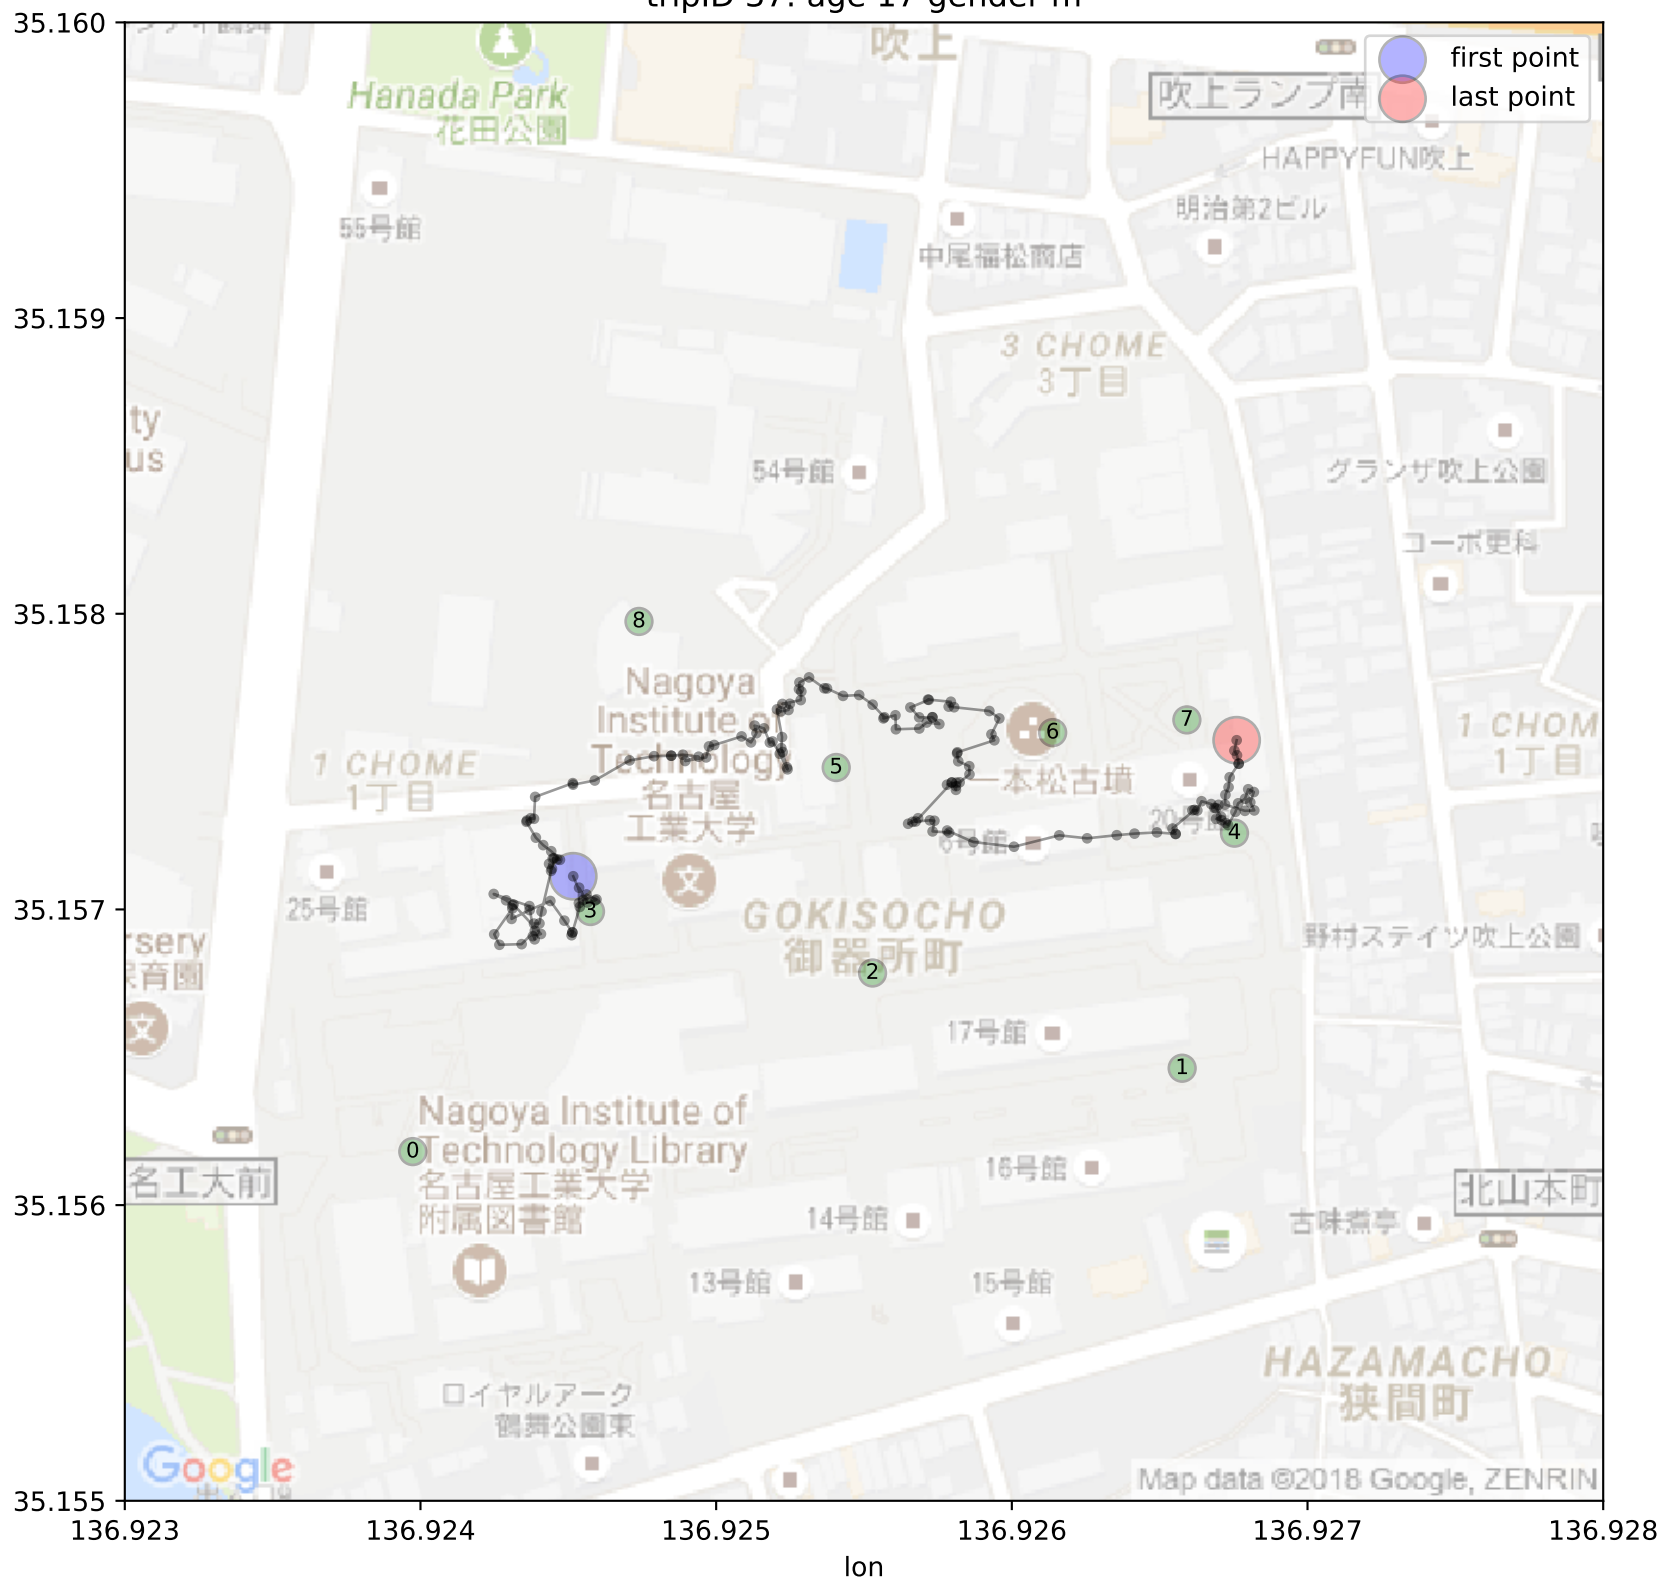 35.160
35.159
35.158
35.157
35.156
35.155
136.923
136.924
136.925
136.926
136.927
136.928
lon
first point
last point
吹上
Hanada Park
花田公園
吹上ランプ南
HAPPYFUN吹上
明治第2ビル
55号館
中尾福松商店
3 CHOME
3丁目
ty
us
54号館
グランザ吹上公園
コーポ更科
8
Nagoya
Institute of
Technology
名古屋
工業大学
7
6
5
1 CHOME
1丁目
一本松古墳
1 CHOM
1丁目
4
6号館
25号館
3
GOKISOCHO
御器所町
2
野村ステイツ吹上公園
rsery
17号館
1
Nagoya Institute of
Technology Library
名古屋工業大学
附属図書館
0
16号館
名工大前
北山本町
14号館
古味煮亭
13号館
15号館
HAZAMACHO
狭間町
ロイヤルアーク
鶴舞公園東
Google
Map data ©2018 Google, ZENRIN